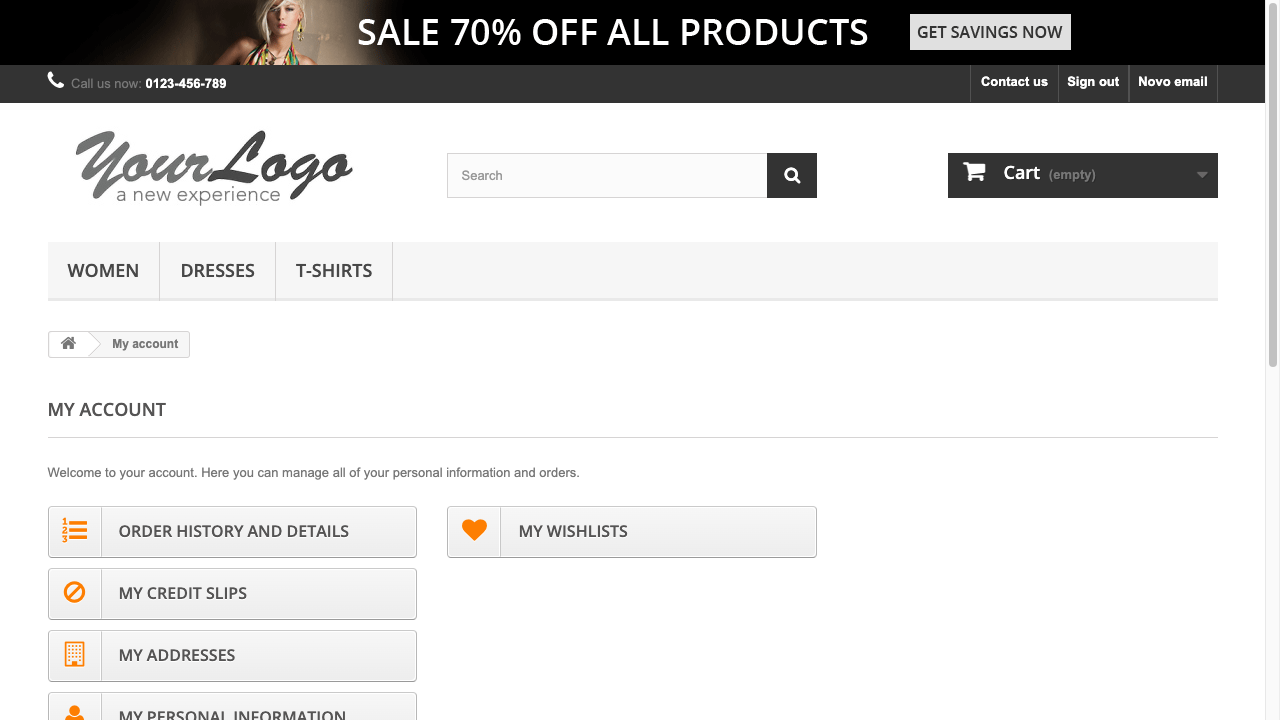 SALE 70% OFF ALL PRODUCTS
GET SAVINGS NOW
Call us now: 0123-456-789
Contact us
Sign out
Novo email
YourLogo
a new experience
Search
Cart (empty)
WOMEN
DRESSES
T-SHIRTS
My account
MY ACCOUNT
Welcome to your account. Here you can manage all of your personal information and orders.
1
2
3
ORDER HISTORY AND DETAILS
MY WISHLISTS
MY CREDIT SLIPS
MY ADDRESSES
MY PERSONAL INFORMATION